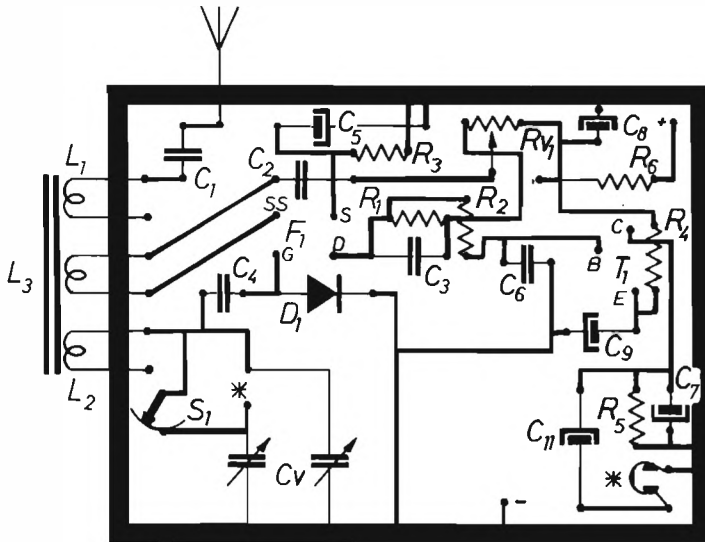 C5
C8
+
L1
C1
C2
R3
RV1
R6
SS
S
R1
R2
F1
C
R4
L3
G
D
C4
C3
C6
B
T1
E
D1
C9
L2
S1
*
C7
R5
C11
CV
*
-